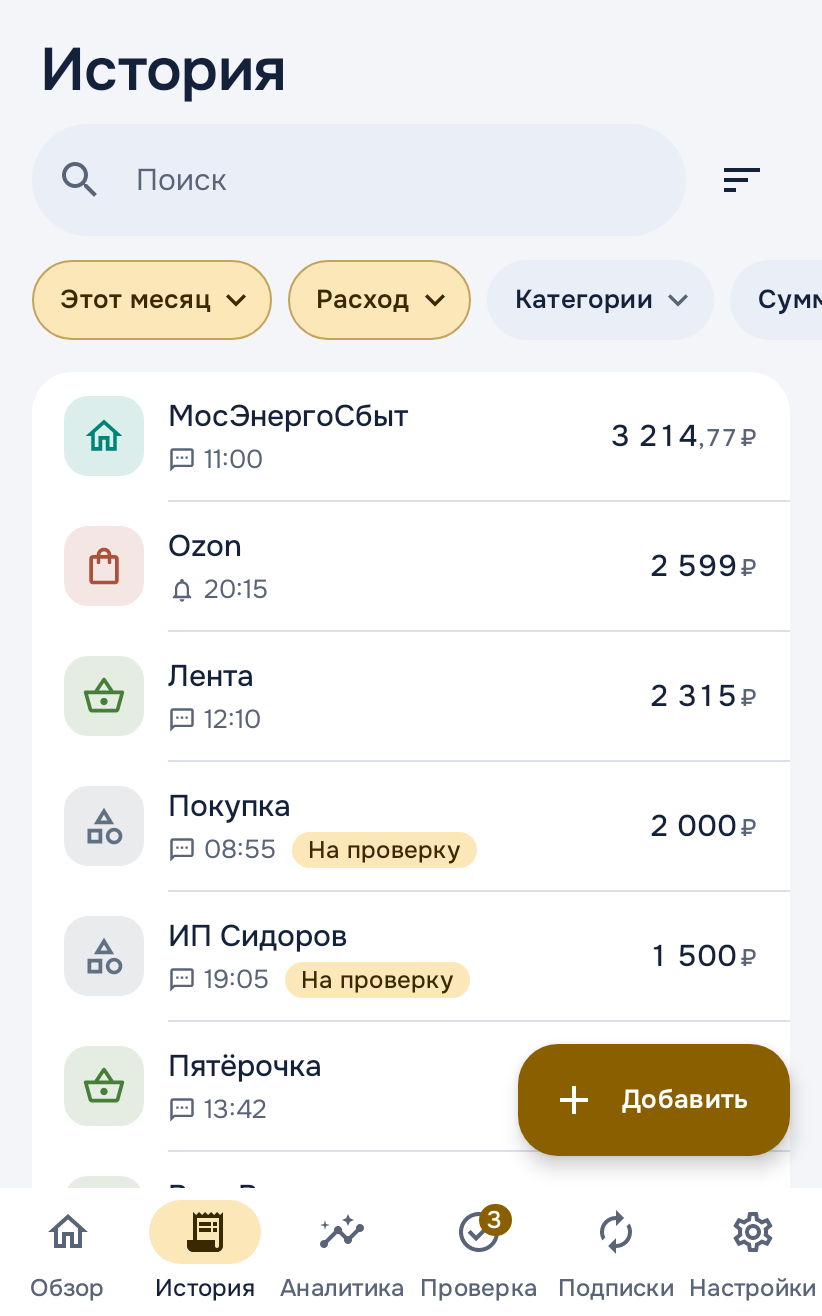 История
Поиск
Этот месяц Расход Категории
МосЭнергоСбыт
11:00
3 214,77 ₽
Ozon
20:15
2 599 ₽
Лента
12:10
2 315 ₽
Покупка
08:55 На проверку
2 000 ₽
ИП Сидоров
19:05 На проверку
1 500 ₽
Пятёрочка
13:42
Добавить
3
Обзор История Аналитика Проверка Подписки Настройки